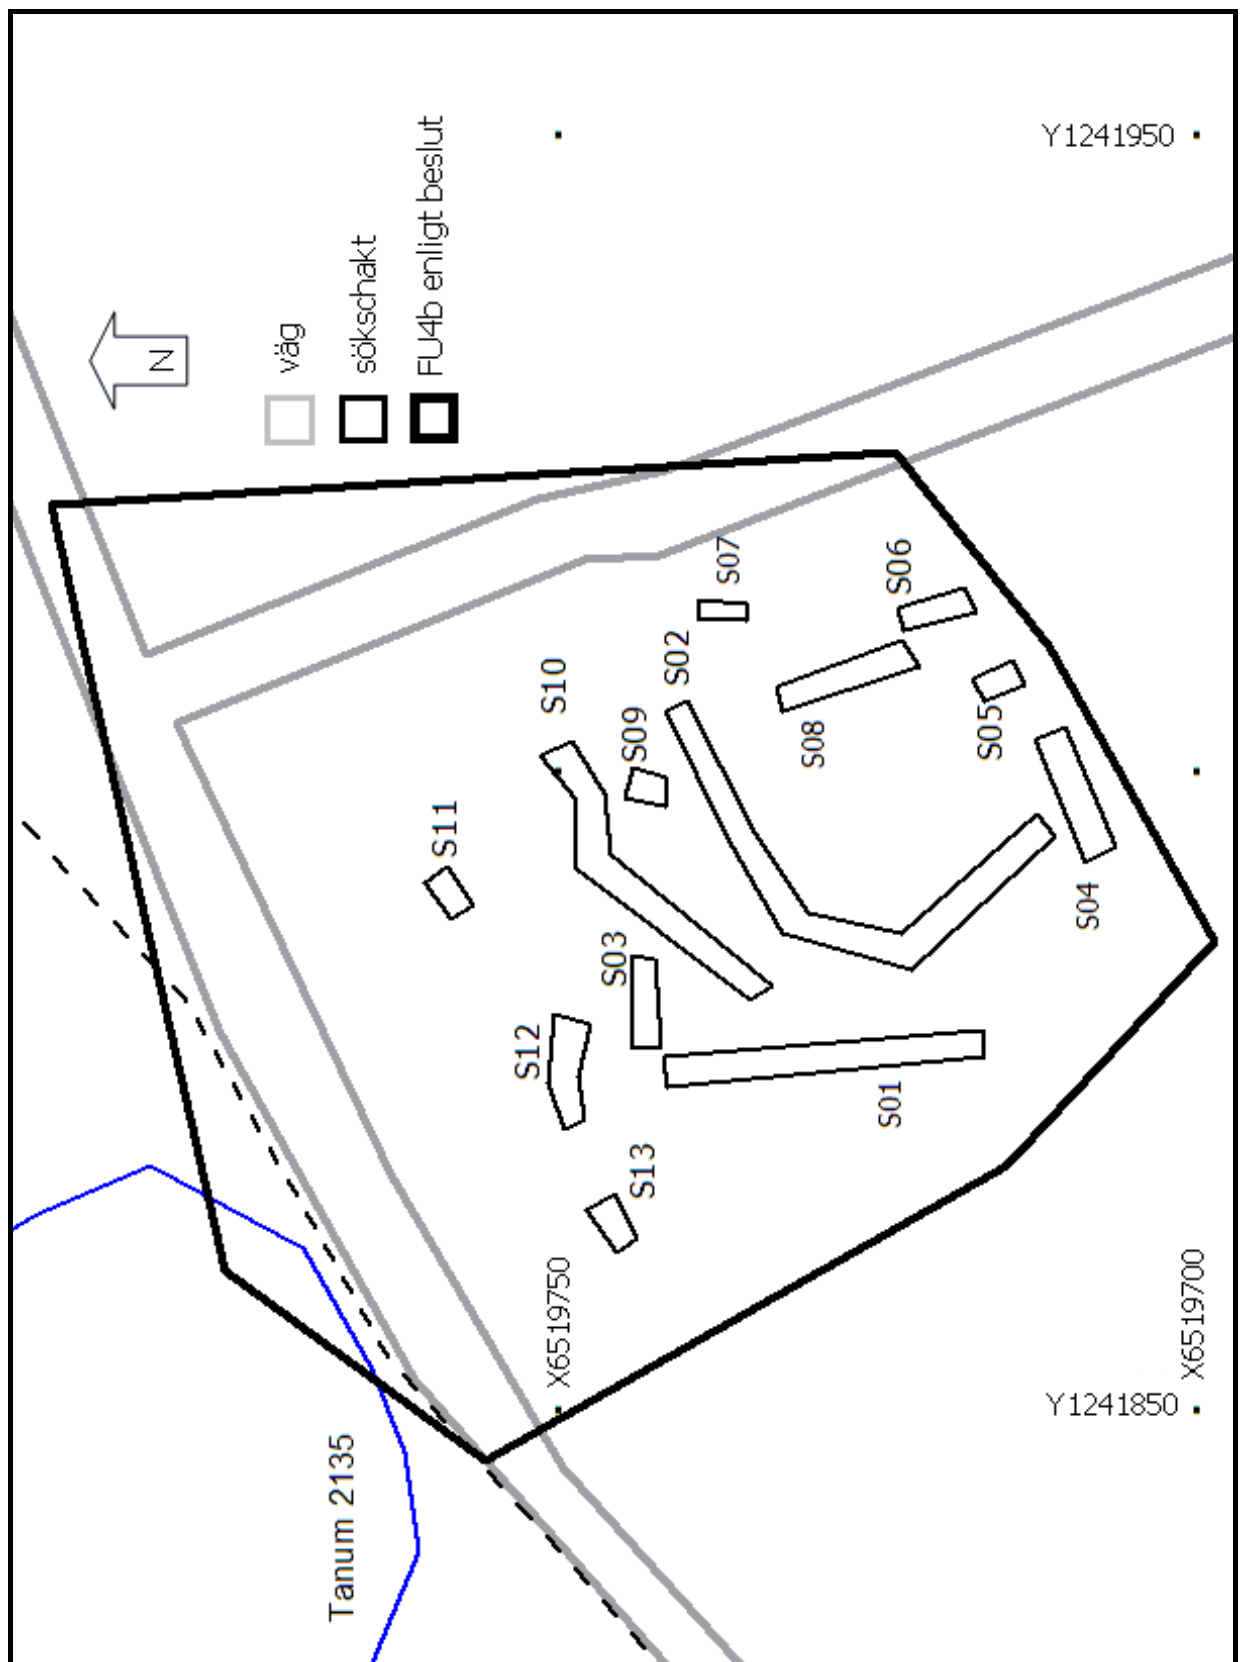 N
väg
sökschakt
FU4b enligt beslut
Y1241950
S07
S06
S02
S10
S09
S08
S05
S11
S04
S03
S12
S01
S13
X6519750
X6519700
Y1241850
Tanum 2135